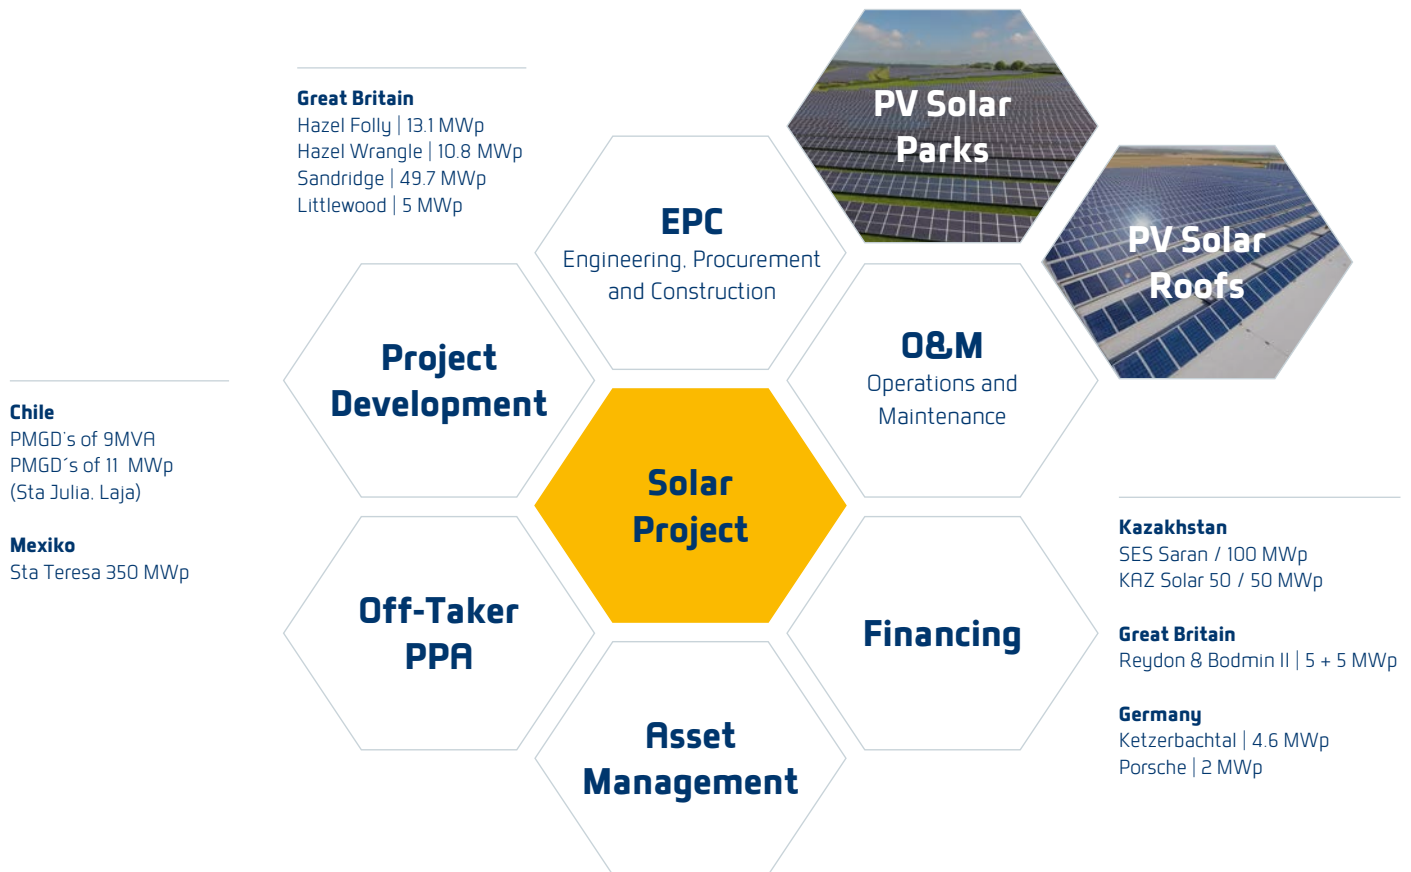 Great Britain
Hazel Folly | 13.1 MWp
Hazel Wrangle | 10.8 MWp
Sandridge | 49.7 MWp
Littlewood | 5 MWp
PV Solar
Parks
PV Solar
Roofs
EPC
Engineering, Procurement
and Construction
Project
Development
O&M
Operations and
Maintenance
Chile
PMGD's of 9MVA
PMGD´s of 11 MWp
(Sta Julia, Laja)
Mexiko
Sta Teresa 350 MWp
Solar
Project
Off-Taker
PPA
Financing
Asset
Management
Kazakhstan
SES Saran / 100 MWp
KAZ Solar 50 / 50 MWp
Great Britain
Reydon & Bodmin II | 5 + 5 MWp
Germany
Ketzerbachtal | 4.6 MWp
Porsche | 2 MWp